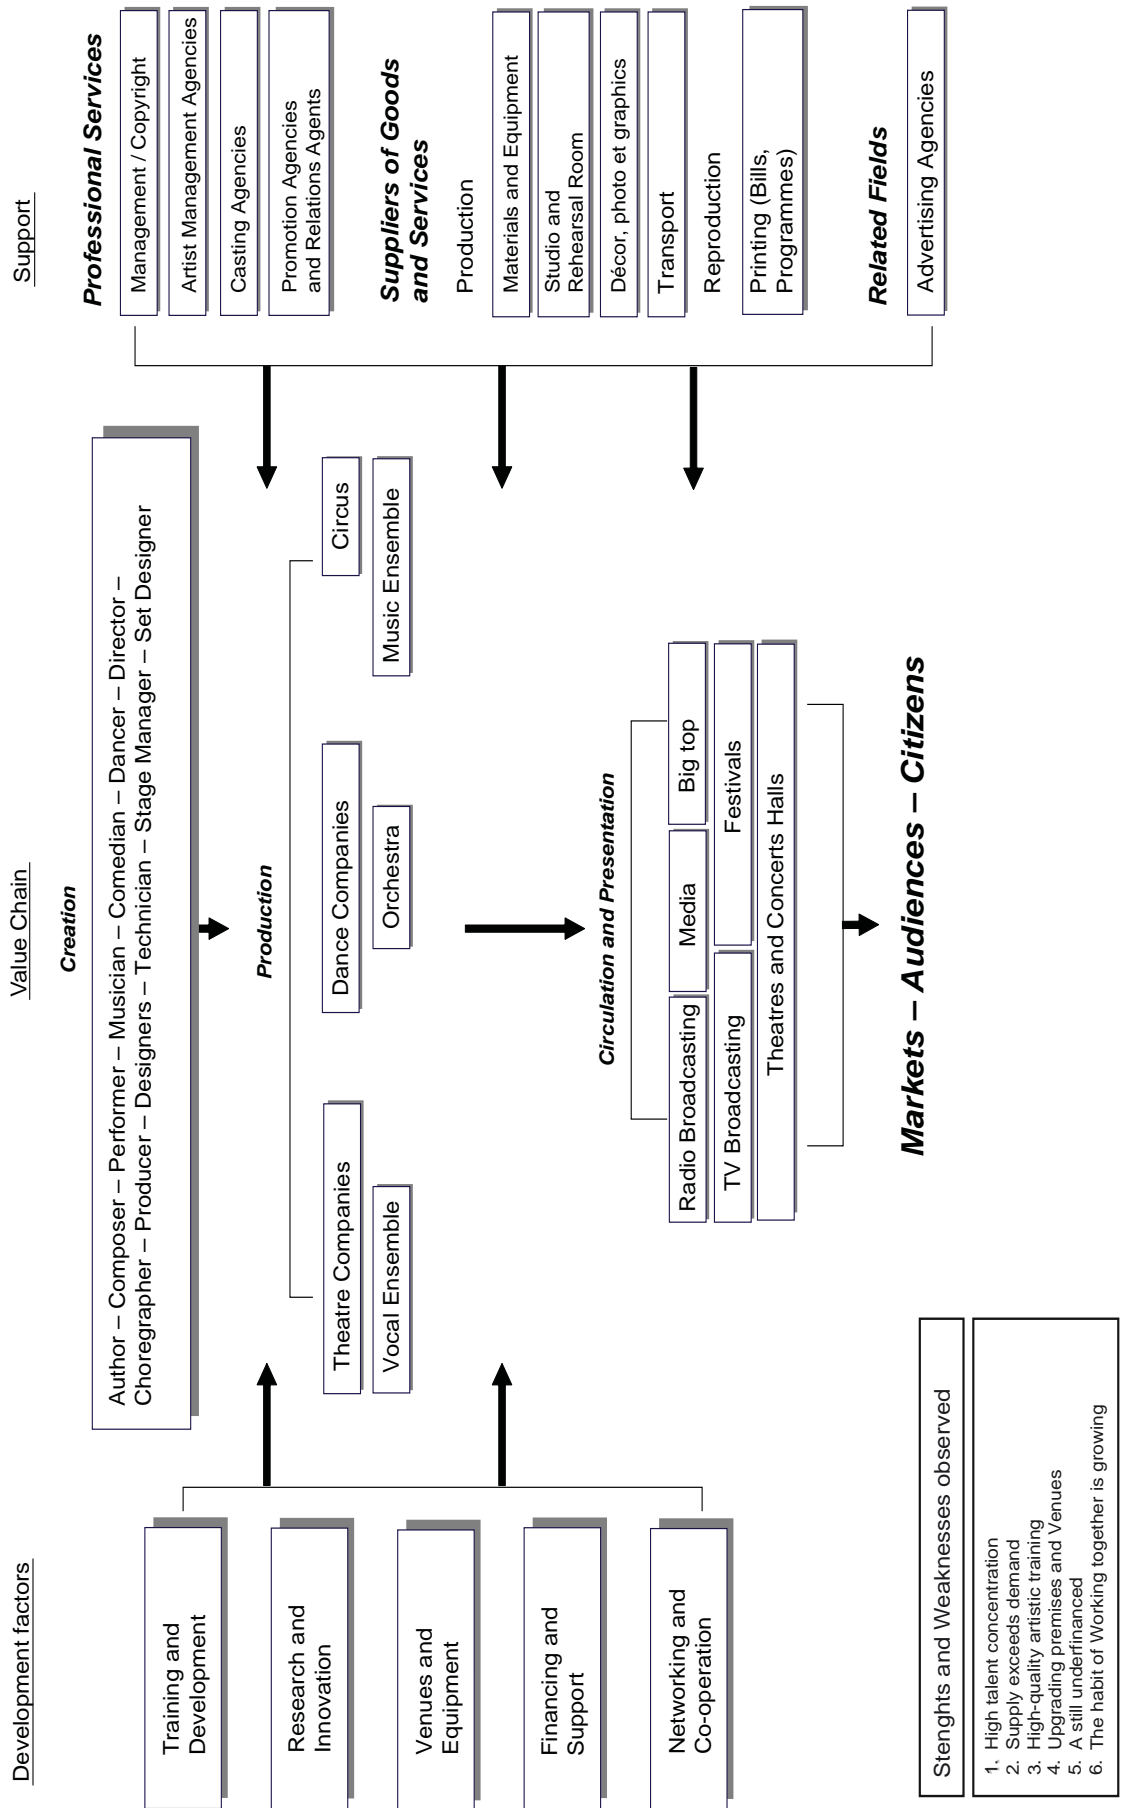 Development factors
Training and
Development
Research and
Innovation
Venues and
Equipment
Financing and
Support
Networking and
Co-operation
Value Chain
Creation
Author – Composer – Performer – Musician – Comedian – Dancer – Director –
Choregrapher – Producer – Designers – Technician – Stage Manager – Set Designer
Production
Theatre Companies
Dance Companies
Circus
Vocal Ensemble
Orchestra
Music Ensemble
Circulation and Presentation
Radio Broadcasting
Media
Big top
TV Broadcasting
Festivals
Theatres and Concerts Halls
Markets – Audiences – Citizens
Support
Professional Services
Management / Copyright
Artist Management Agencies
Casting Agencies
Promotion Agencies
and Relations Agents
Suppliers of Goods
and Services
Production
Materials and Equipment
Studio and
Rehearsal Room
Décor, photo et graphics
Transport
Reproduction
Printing (Bills,
Programmes)
Related Fields
Advertising Agencies
Stenghts and Weaknesses observed
1. High talent concentration
2. Supply exceeds demand
3. High-quality artistic training
4. Upgrading premises and Venues
5. A still underfinanced
6. The habit of Working together is growing